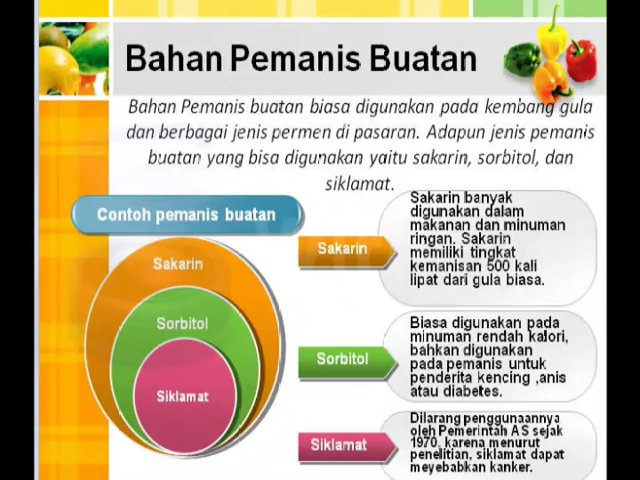 Bahan Pemanis Buatan
Bahan Pemanis buatan biasa digunakan pada kembang gula
dan berbagai jenis permen di pasaran. Adapun jenis pemanis
buatan yang bisa digunakan yaitu sakarin, sorbitol, dan
siklamat.
Contoh pemanis buatan
Sakarin
Sorbitol
Siklamat
Sakarin
Sakarin banyak
digunakan dalam
makanan dan minuman
ringan. Sakarin
memiliki tingkat
kemanisan 500 kali
lipat dari gula biasa.
Sorbitol
Biasa digunakan pada
minuman rendah kalori,
bahkan digunakan
pada pemanis untuk
penderita kencing ,anis
atau diabetes.
Siklamat
Dilarang penggunaannya
oleh Pemerintah AS sejak
1970. karena menurut
penelitian, siklamat dapat
meyebabkan kanker.